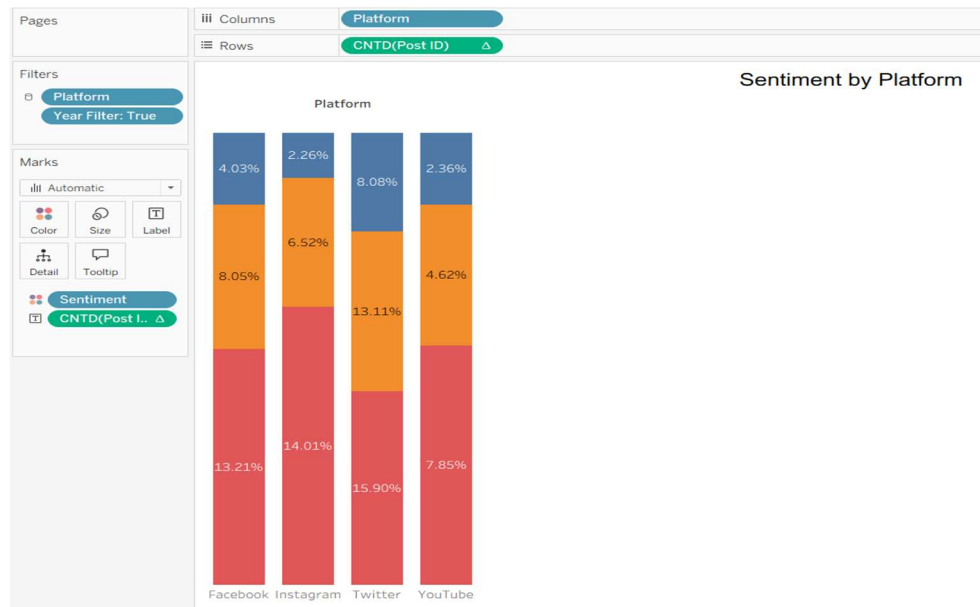 Pages
iii Columns
Platform
Rows
CNTD(Post ID) Δ
Filters
Platform
Year Filter: True
Marks
Automatic
Color
Size
Label
Detail
Tooltip
Sentiment
CNTD(Post I.. Δ
Sentiment by Platform
Platform
4.03%
2.26%
8.08%
2.36%
8.05%
6.52%
13.11%
4.62%
13.21%
14.01%
15.90%
7.85%
Facebook Instagram Twitter YouTube